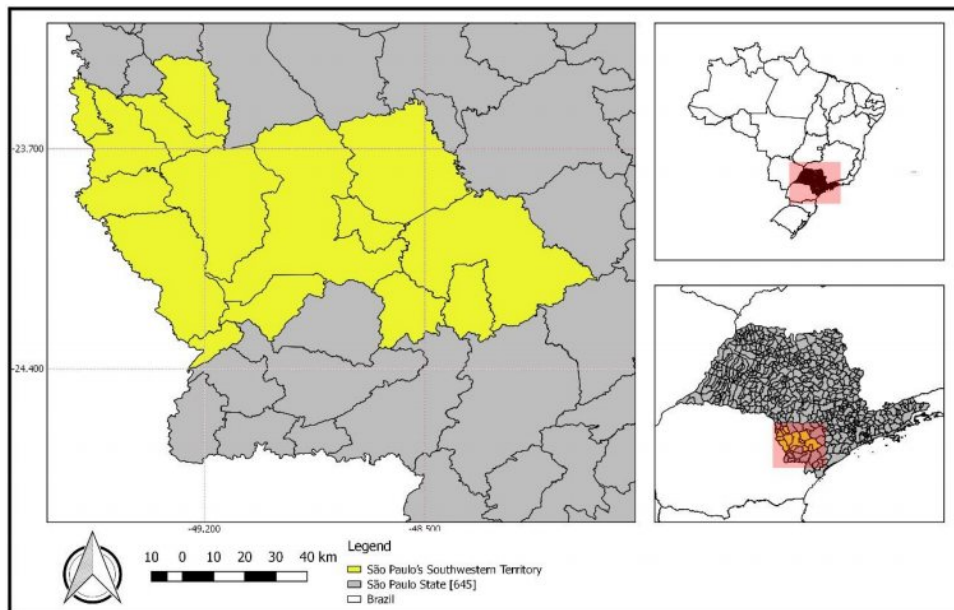 -23.700
-24.400
-49.200
-48.500
10 0 10 20 30 40 km
Legend
São Paulo's Southwestern Territory
São Paulo State [645]
Brazil